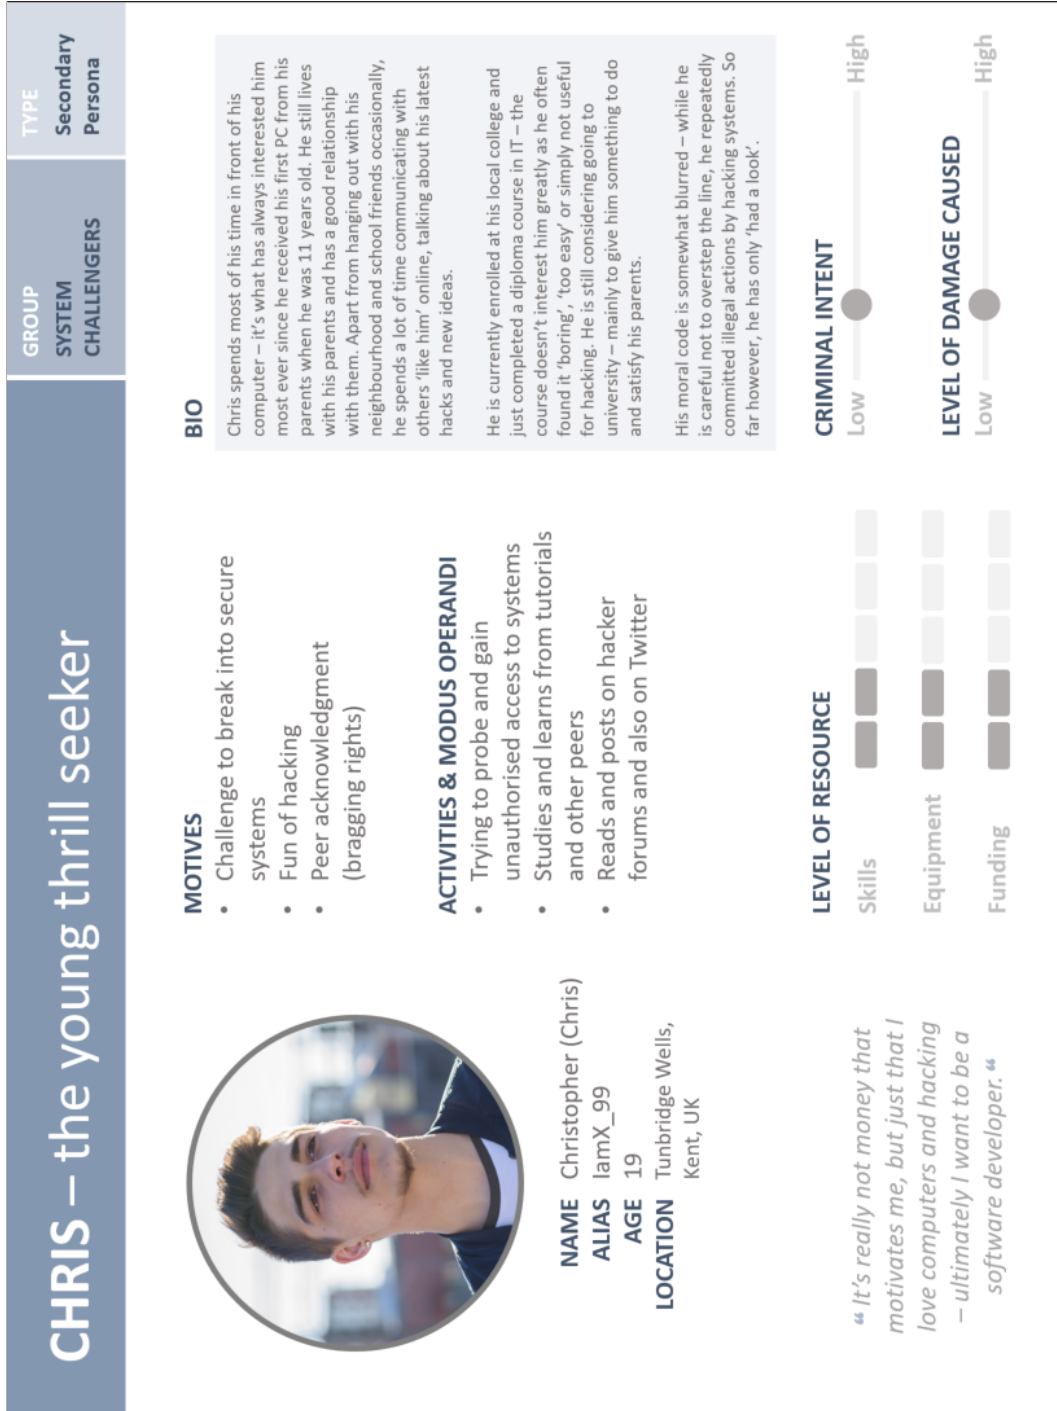 CHRIS – the young thrill seeker
GROUP
SYSTEM
CHALLENGERS
TYPE
Secondary
Persona
NAME Christopher (Chris)
ALIAS IamX_99
AGE 19
LOCATION Tunbridge Wells,
Kent, UK
“ It's really not money that
motivates me, but just that I
love computers and hacking
– ultimately I want to be a
software developer. “
MOTIVES
• Challenge to break into secure
systems
• Fun of hacking
• Peer acknowledgment
(bragging rights)
ACTIVITIES & MODUS OPERANDI
• Trying to probe and gain
unauthorised access to systems
• Studies and learns from tutorials
and other peers
• Reads and posts on hacker
forums and also on Twitter
LEVEL OF RESOURCE
Skills
Equipment
Funding
BIO
Chris spends most of his time in front of his
computer – it's what has always interested him
most ever since he received his first PC from his
parents when he was 11 years old. He still lives
with his parents and has a good relationship
with them. Apart from hanging out with his
neighbourhood and school friends occasionally,
he spends a lot of time communicating with
others 'like him' online, talking about his latest
hacks and new ideas.
He is currently enrolled at his local college and
just completed a diploma course in IT – the
course doesn't interest him greatly as he often
found it 'boring', 'too easy' or simply not useful
for hacking. He is still considering going to
university – mainly to give him something to do
and satisfy his parents.
His moral code is somewhat blurred – while he
is careful not to overstep the line, he repeatedly
committed illegal actions by hacking systems. So
far however, he has only 'had a look'.
CRIMINAL INTENT
Low High
LEVEL OF DAMAGE CAUSED
Low High